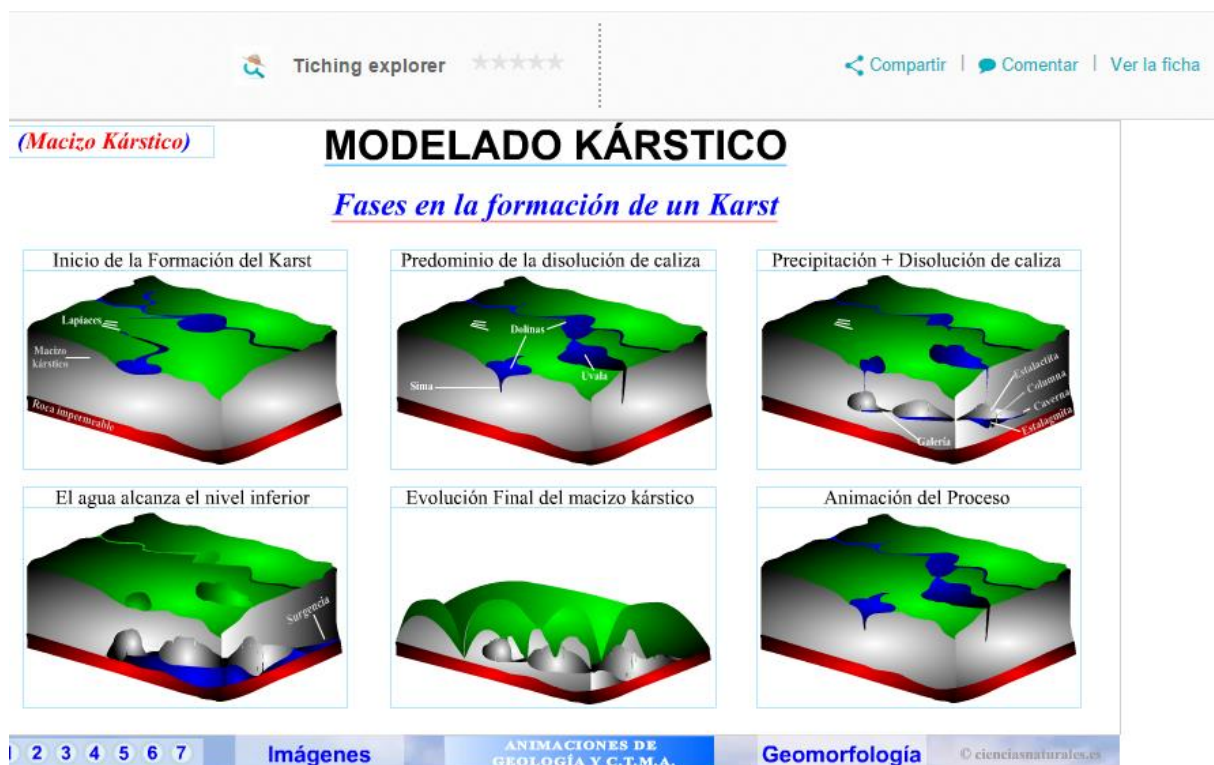 Tiching explorer
Compartir | Comentar | Ver la ficha
(Macizo Kárstico)
MODELADO KÁRSTICO
Fases en la formación de un Karst
Inicio de la Formación del Karst
Lapiaces
Macizo
kárstico
Roca impermeable
Predominio de la disolución de caliza
Dolinas
Uvala
Sima
Precipitación + Disolución de caliza
Estalactita
Columna
Caverna
Estalagmita
Galería
El agua alcanza el nivel inferior
Surgencia
Evolución Final del macizo kárstico
Animación del Proceso
2 3 4 5 6 7
Imágenes
ANIMACIONES DE
GEOLOGÍA Y C.T.M.A.
Geomorfología
© cienciasnaturales.es